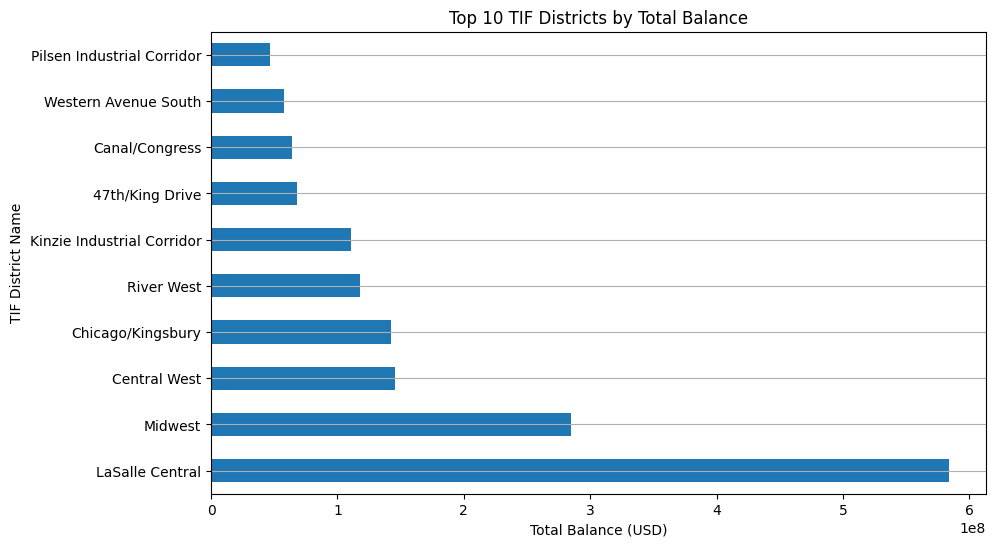 Top 10 TIF Districts by Total Balance
TIF District Name
Pilsen Industrial Corridor
Western Avenue South
Canal/Congress
47th/King Drive
Kinzie Industrial Corridor
River West
Chicago/Kingsbury
Central West
Midwest
LaSalle Central
0 1 2 3 4 5 6
1e8
Total Balance (USD)